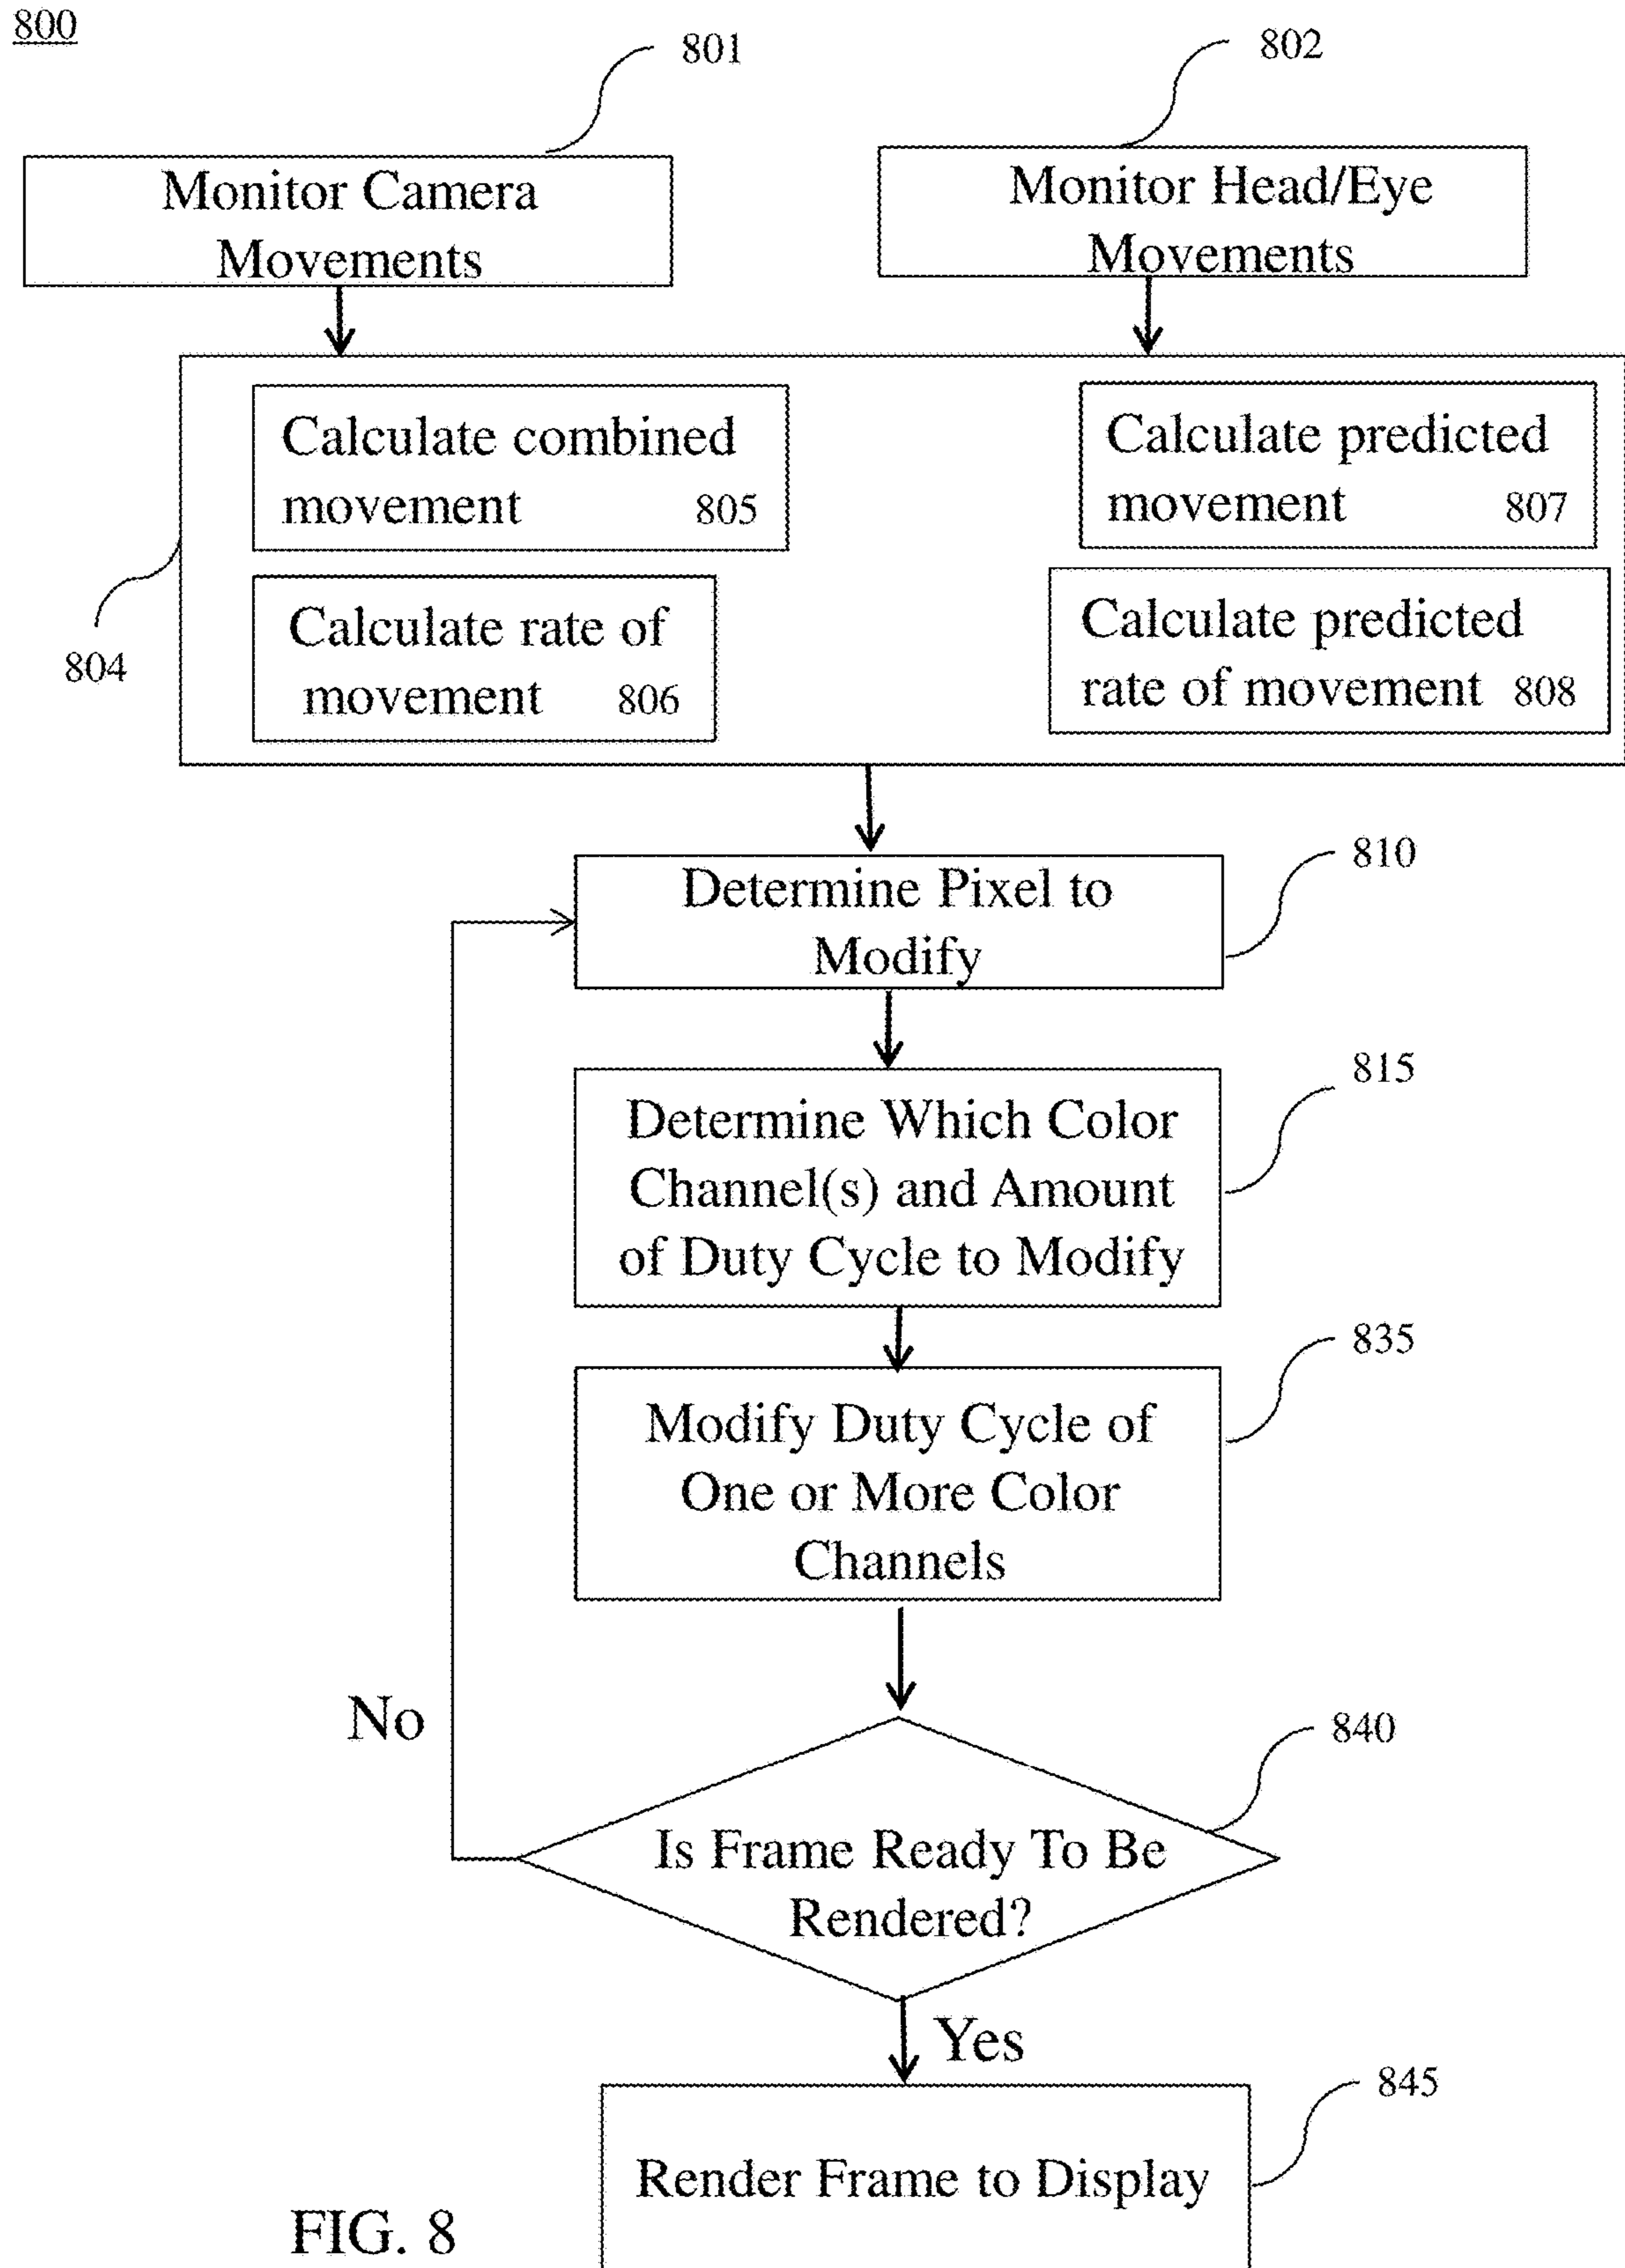 800
801
802
Monitor Camera
Movements
Monitor Head/Eye
Movements
Calculate combined
movement 805
Calculate predicted
movement 807
Calculate rate of
movement 806
Calculate predicted
rate of movement 808
804
810
Determine Pixel to
Modify
815
Determine Which Color
Channel(s) and Amount
of Duty Cycle to Modify
835
Modify Duty Cycle of
One or More Color
Channels
No
840
Is Frame Ready To Be
Rendered?
Yes
845
Render Frame to Display
FIG. 8